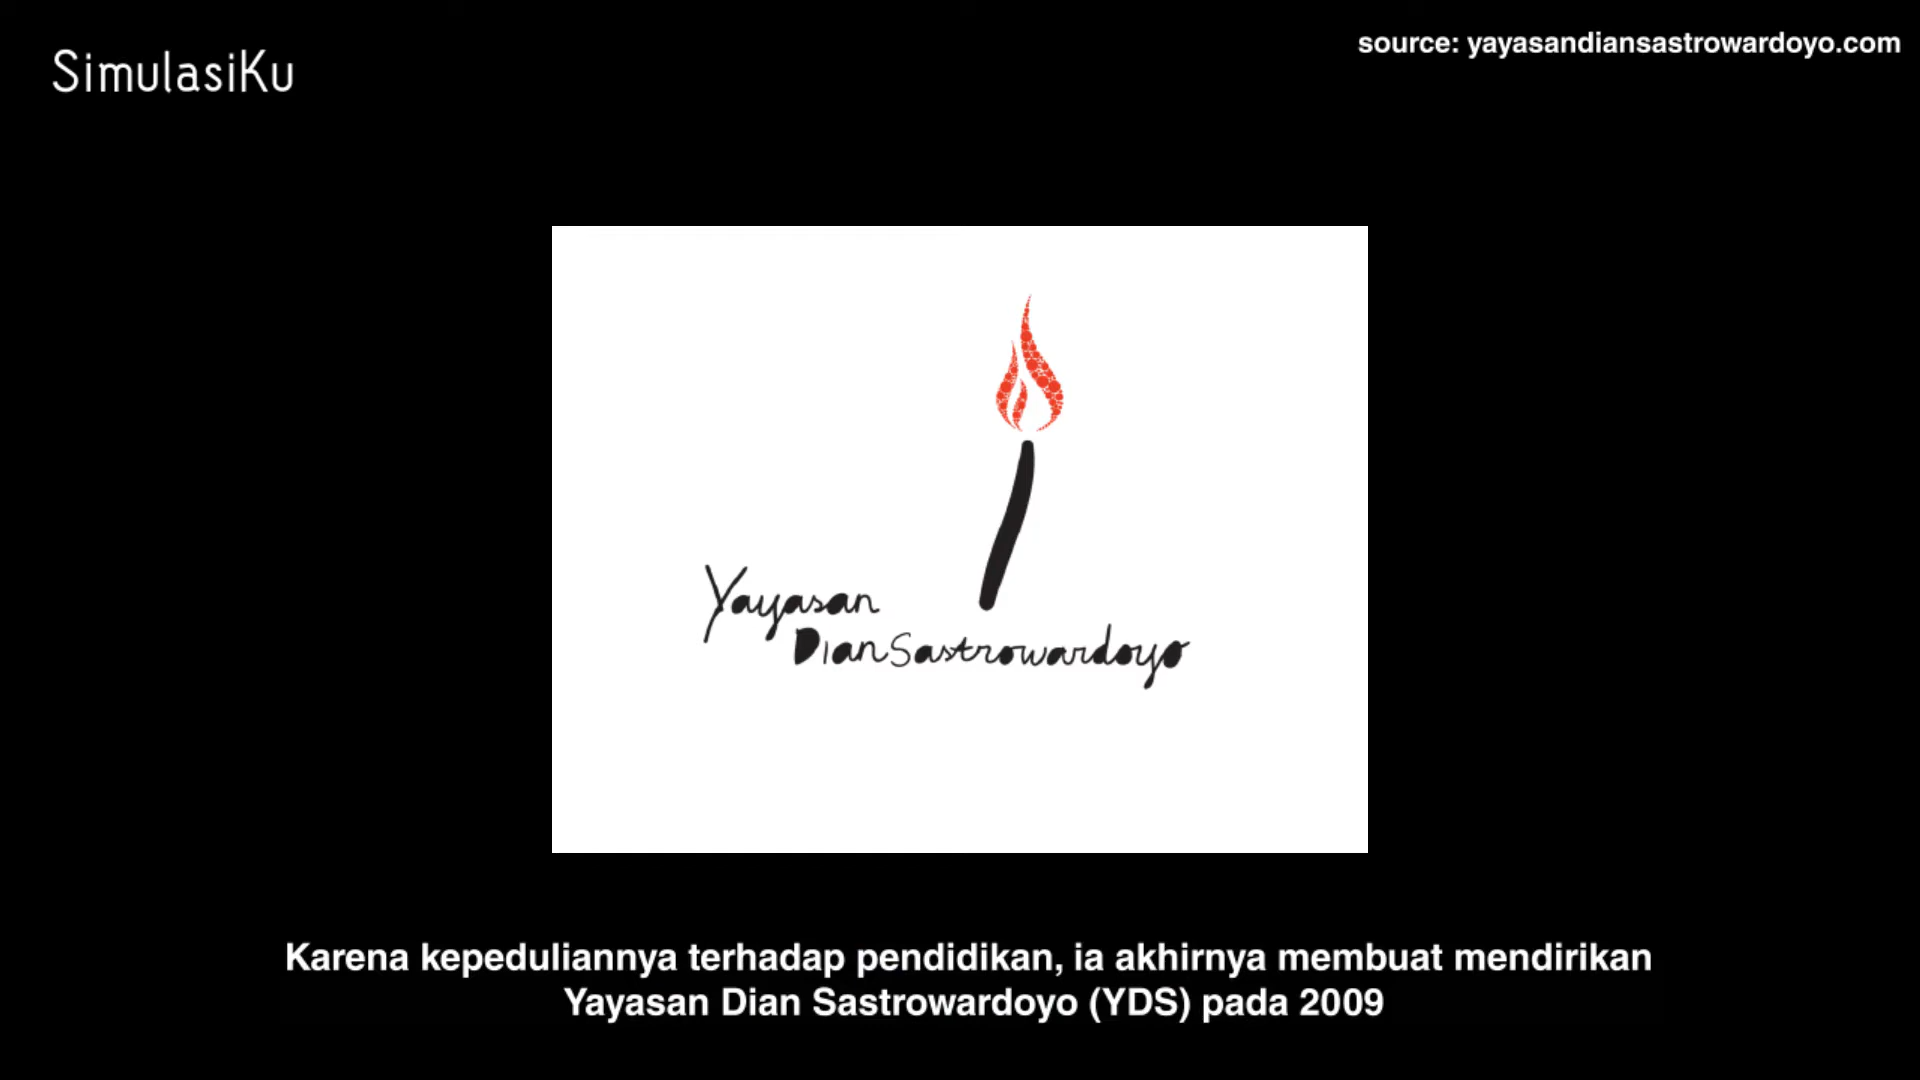 SimulasiKu
source: yayasandiansastrowardoyo.com
Yayasan
Dian Sastrowardoyo
Karena kepeduliannya terhadap pendidikan, ia akhirnya membuat mendirikan
Yayasan Dian Sastrowardoyo (YDS) pada 2009